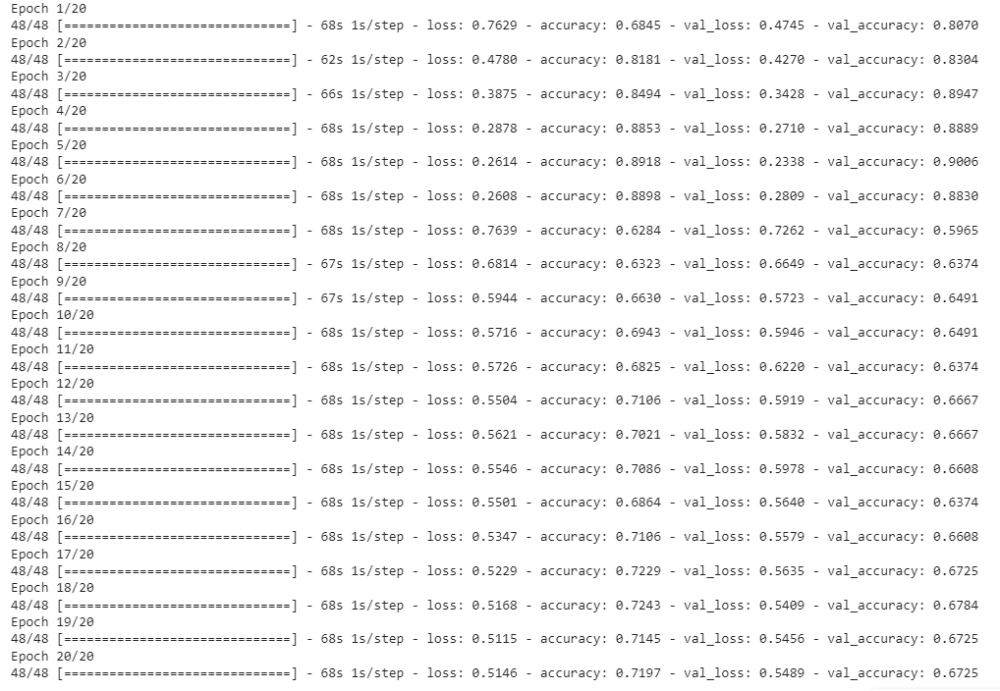 Epoch 1/20
48/48 [==============================] - 68s 1s/step - loss: 0.7629 - accuracy: 0.6845 - val_loss: 0.4745 - val_accuracy: 0.8070
Epoch 2/20
48/48 [==============================] - 62s 1s/step - loss: 0.4780 - accuracy: 0.8181 - val_loss: 0.4270 - val_accuracy: 0.8304
Epoch 3/20
48/48 [==============================] - 66s 1s/step - loss: 0.3875 - accuracy: 0.8494 - val_loss: 0.3428 - val_accuracy: 0.8947
Epoch 4/20
48/48 [==============================] - 68s 1s/step - loss: 0.2878 - accuracy: 0.8853 - val_loss: 0.2710 - val_accuracy: 0.8889
Epoch 5/20
48/48 [==============================] - 68s 1s/step - loss: 0.2614 - accuracy: 0.8918 - val_loss: 0.2338 - val_accuracy: 0.9006
Epoch 6/20
48/48 [==============================] - 68s 1s/step - loss: 0.2608 - accuracy: 0.8898 - val_loss: 0.2809 - val_accuracy: 0.8830
Epoch 7/20
48/48 [==============================] - 68s 1s/step - loss: 0.7639 - accuracy: 0.6284 - val_loss: 0.7262 - val_accuracy: 0.5965
Epoch 8/20
48/48 [==============================] - 67s 1s/step - loss: 0.6814 - accuracy: 0.6323 - val_loss: 0.6649 - val_accuracy: 0.6374
Epoch 9/20
48/48 [==============================] - 67s 1s/step - loss: 0.5944 - accuracy: 0.6630 - val_loss: 0.5723 - val_accuracy: 0.6491
Epoch 10/20
48/48 [==============================] - 68s 1s/step - loss: 0.5716 - accuracy: 0.6943 - val_loss: 0.5946 - val_accuracy: 0.6491
Epoch 11/20
48/48 [==============================] - 68s 1s/step - loss: 0.5726 - accuracy: 0.6825 - val_loss: 0.6220 - val_accuracy: 0.6374
Epoch 12/20
48/48 [==============================] - 68s 1s/step - loss: 0.5504 - accuracy: 0.7106 - val_loss: 0.5919 - val_accuracy: 0.6667
Epoch 13/20
48/48 [==============================] - 68s 1s/step - loss: 0.5621 - accuracy: 0.7021 - val_loss: 0.5832 - val_accuracy: 0.6667
Epoch 14/20
48/48 [==============================] - 68s 1s/step - loss: 0.5546 - accuracy: 0.7086 - val_loss: 0.5978 - val_accuracy: 0.6608
Epoch 15/20
48/48 [==============================] - 68s 1s/step - loss: 0.5501 - accuracy: 0.6864 - val_loss: 0.5640 - val_accuracy: 0.6374
Epoch 16/20
48/48 [==============================] - 68s 1s/step - loss: 0.5347 - accuracy: 0.7106 - val_loss: 0.5579 - val_accuracy: 0.6608
Epoch 17/20
48/48 [==============================] - 68s 1s/step - loss: 0.5229 - accuracy: 0.7229 - val_loss: 0.5635 - val_accuracy: 0.6725
Epoch 18/20
48/48 [==============================] - 68s 1s/step - loss: 0.5168 - accuracy: 0.7243 - val_loss: 0.5409 - val_accuracy: 0.6784
Epoch 19/20
48/48 [==============================] - 68s 1s/step - loss: 0.5115 - accuracy: 0.7145 - val_loss: 0.5456 - val_accuracy: 0.6725
Epoch 20/20
48/48 [==============================] - 68s 1s/step - loss: 0.5146 - accuracy: 0.7197 - val_loss: 0.5489 - val_accuracy: 0.6725